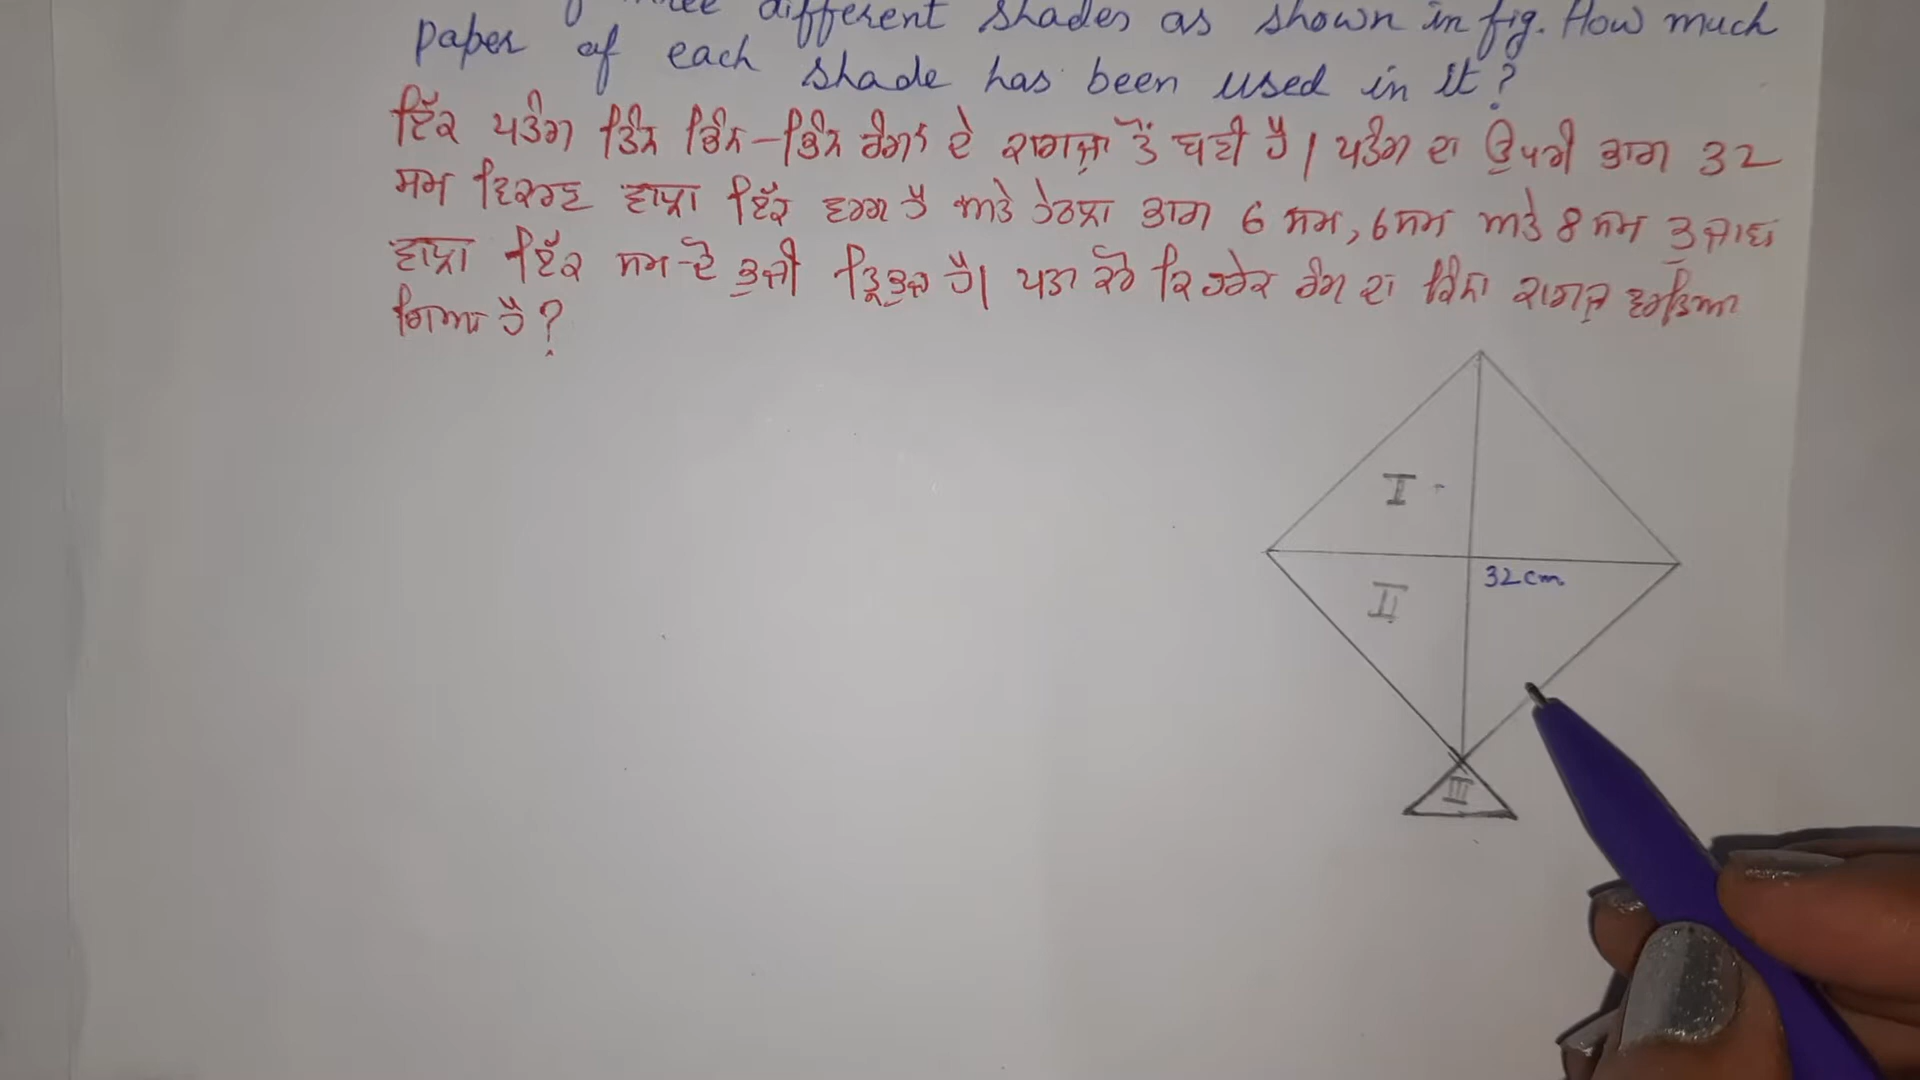 three different shades as shown in fig. How much
paper of each shade has been used in it?
ਇੱਕ ਪਤੰਗ ਤਿੰਨ ਭਿੰਨ-ਭਿੰਨ ਰੰਗਾਂ ਦੇ ਕਾਗਜਾਂ ਤੋਂ ਬਣੀ ਹੈ। ਪਤੰਗ ਦਾ ਉਪਰੀ ਭਾਗ 32
ਸਮ ਵਿਕਰਣ ਵਾਲਾ ਇੱਕ ਵਰਗ ਹੈ ਅਤੇ ਹੇਠਲਾ ਭਾਗ 6 ਸਮ, 6 ਸਮ ਅਤੇ 8 ਸਮ ਭੁਜਾਵਾਂ
ਵਾਲਾ ਇੱਕ ਸਮ-ਦੋ ਭੁਜੀ ਤ੍ਰਿਭੁਜ ਹੈ। ਪਤਾ ਕਰੋ ਕਿ ਹਰੇਕ ਰੰਗ ਦਾ ਕਿੰਨਾ ਕਾਗਜ਼ ਵਰਤਿਆ
ਗਿਆ ਹੈ?
I
32cm
II
III